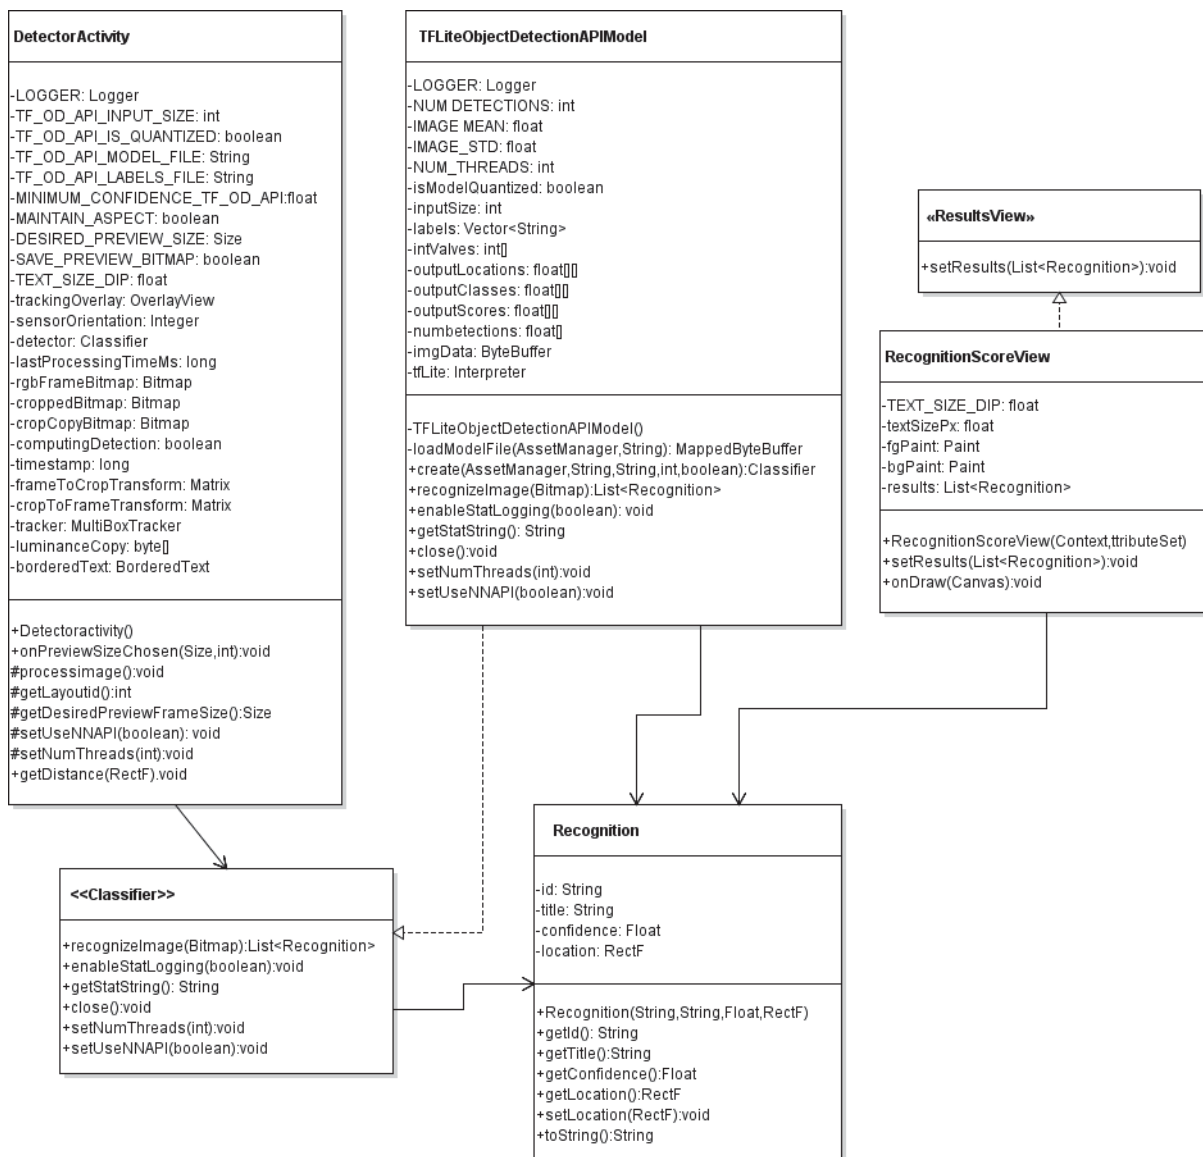 DetectorActivity
-LOGGER: Logger
-TF_OD_API_INPUT_SIZE: int
-TF_OD_API_IS_QUANTIZED: boolean
-TF_OD_API_MODEL_FILE: String
-TF_OD_API_LABELS_FILE: String
-MINIMUM_CONFIDENCE_TF_OD_API:float
-MAINTAIN_ASPECT: boolean
-DESIRED_PREVIEW_SIZE: Size
-SAVE_PREVIEW_BITMAP: boolean
-TEXT_SIZE_DIP: float
-trackingOverlay: OverlayView
-sensorOrientation: Integer
-detector: Classifier
-lastProcessingTimeMs: long
-rgbFrameBitmap: Bitmap
-croppedBitmap: Bitmap
-cropCopyBitmap: Bitmap
-computingDetection: boolean
-timestamp: long
-frameToCropTransform: Matrix
-cropToFrameTransform: Matrix
-tracker: MultiBoxTracker
-luminanceCopy: byte[]
-borderedText: BorderedText
+Detectoractivity()
+onPreviewSizeChosen(Size,int):void
#processimage():void
#getLayoutid():int
#getDesiredPreviewFrameSize():Size
#setUseNNAPI(boolean): void
#setNumThreads(int):void
+getDistance(RectF).void
TFLiteObjectDetectionAPIModel
-LOGGER: Logger
-NUM DETECTIONS: int
-IMAGE MEAN: float
-IMAGE_STD: float
-NUM_THREADS: int
-isModelQuantized: boolean
-inputSize: int
-labels: Vector<String>
-intValves: int[]
-outputLocations: float[][]
-outputClasses: float[][]
-outputScores: float[][]
-numbetections: float[]
-imgData: ByteBuffer
-tfLite: Interpreter
-TFLiteObjectDetectionAPIModel()
-loadModelFile(AssetManager,String): MappedByteBuffer
+create(AssetManager,String,String,int,boolean):Classifier
+recognizeImage(Bitmap):List<Recognition>
+enableStatLogging(boolean): void
+getStatString(): String
+close():void
+setNumThreads(int):void
+setUseNNAPI(boolean):void
«ResultsView»
+setResults(List<Recognition>):void
RecognitionScoreView
-TEXT_SIZE_DIP: float
-textSizePx: float
-fgPaint: Paint
-bgPaint: Paint
-results: List<Recognition>
+RecognitionScoreView(Context,ttributeSet)
+setResults(List<Recognition>):void
+onDraw(Canvas):void
<<Classifier>>
+recognizeImage(Bitmap):List<Recognition>
+enableStatLogging(boolean):void
+getStatString(): String
+close():void
+setNumThreads(int):void
+setUseNNAPI(boolean):void
Recognition
-id: String
-title: String
-confidence: Float
-location: RectF
+Recognition(String,String,Float,RectF)
+getId(): String
+getTitle():String
+getConfidence():Float
+getLocation():RectF
+setLocation(RectF):void
+toString():String